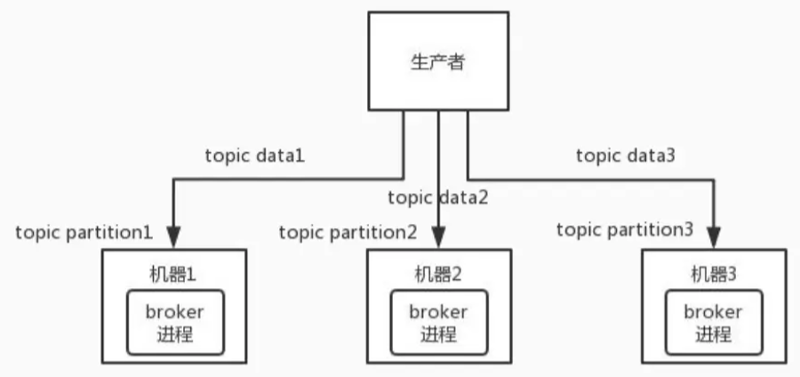 生产者
topic data1
topic data3
topic data2
topic partition1
topic partition2
topic partition3
机器1
机器2
机器3
broker
进程
broker
进程
broker
进程